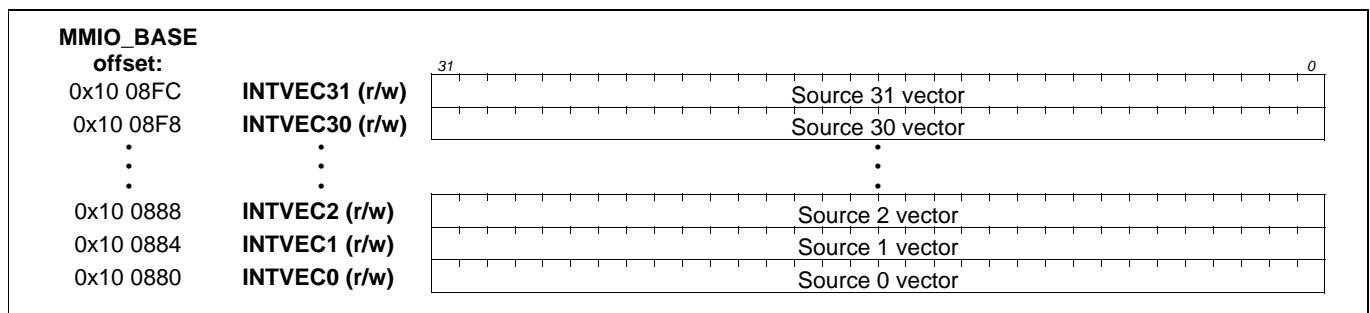 MMIO_BASE
offset:
31 0
0x10 08FC INTVEC31 (r/w) Source 31 vector
0x10 08F8 INTVEC30 (r/w) Source 30 vector
• • •
• • •
• • •
0x10 0888 INTVEC2 (r/w) Source 2 vector
0x10 0884 INTVEC1 (r/w) Source 1 vector
0x10 0880 INTVEC0 (r/w) Source 0 vector